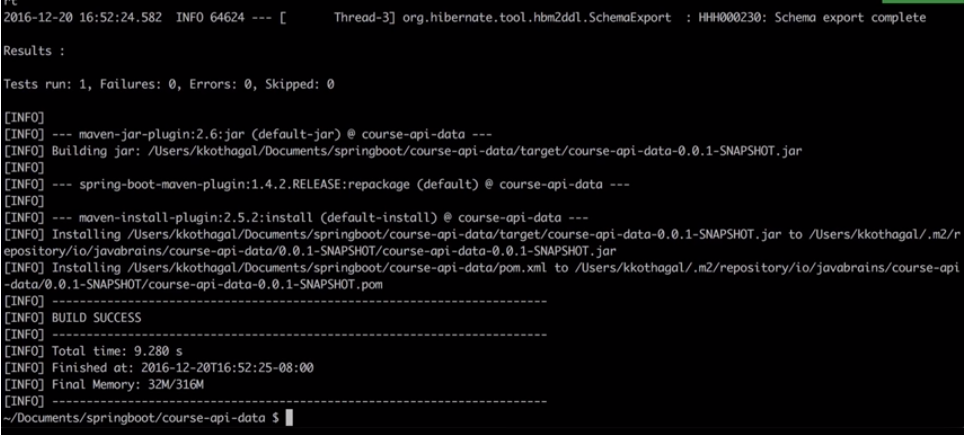 2016-12-20 16:52:24.582  INFO 64624 --- [       Thread-3] org.hibernate.tool.hbm2ddl.SchemaExport  : HHH000230: Schema export complete
Results :
Tests run: 1, Failures: 0, Errors: 0, Skipped: 0
[INFO]
[INFO] --- maven-jar-plugin:2.6:jar (default-jar) @ course-api-data ---
[INFO] Building jar: /Users/kkothagal/Documents/springboot/course-api-data/target/course-api-data-0.0.1-SNAPSHOT.jar
[INFO]
[INFO] --- spring-boot-maven-plugin:1.4.2.RELEASE:repackage (default) @ course-api-data ---
[INFO]
[INFO] --- maven-install-plugin:2.5.2:install (default-install) @ course-api-data ---
[INFO] Installing /Users/kkothagal/Documents/springboot/course-api-data/target/course-api-data-0.0.1-SNAPSHOT.jar to /Users/kkothagal/.m2/r
epository/io/javabrains/course-api-data/0.0.1-SNAPSHOT/course-api-data-0.0.1-SNAPSHOT.jar
[INFO] Installing /Users/kkothagal/Documents/springboot/course-api-data/pom.xml to /Users/kkothagal/.m2/repository/io/javabrains/course-api
-data/0.0.1-SNAPSHOT/course-api-data-0.0.1-SNAPSHOT.pom
[INFO] ------------------------------------------------------------------------
[INFO] BUILD SUCCESS
[INFO] ------------------------------------------------------------------------
[INFO] Total time: 9.280 s
[INFO] Finished at: 2016-12-20T16:52:25-08:00
[INFO] Final Memory: 32M/316M
[INFO] ------------------------------------------------------------------------
~/Documents/springboot/course-api-data $